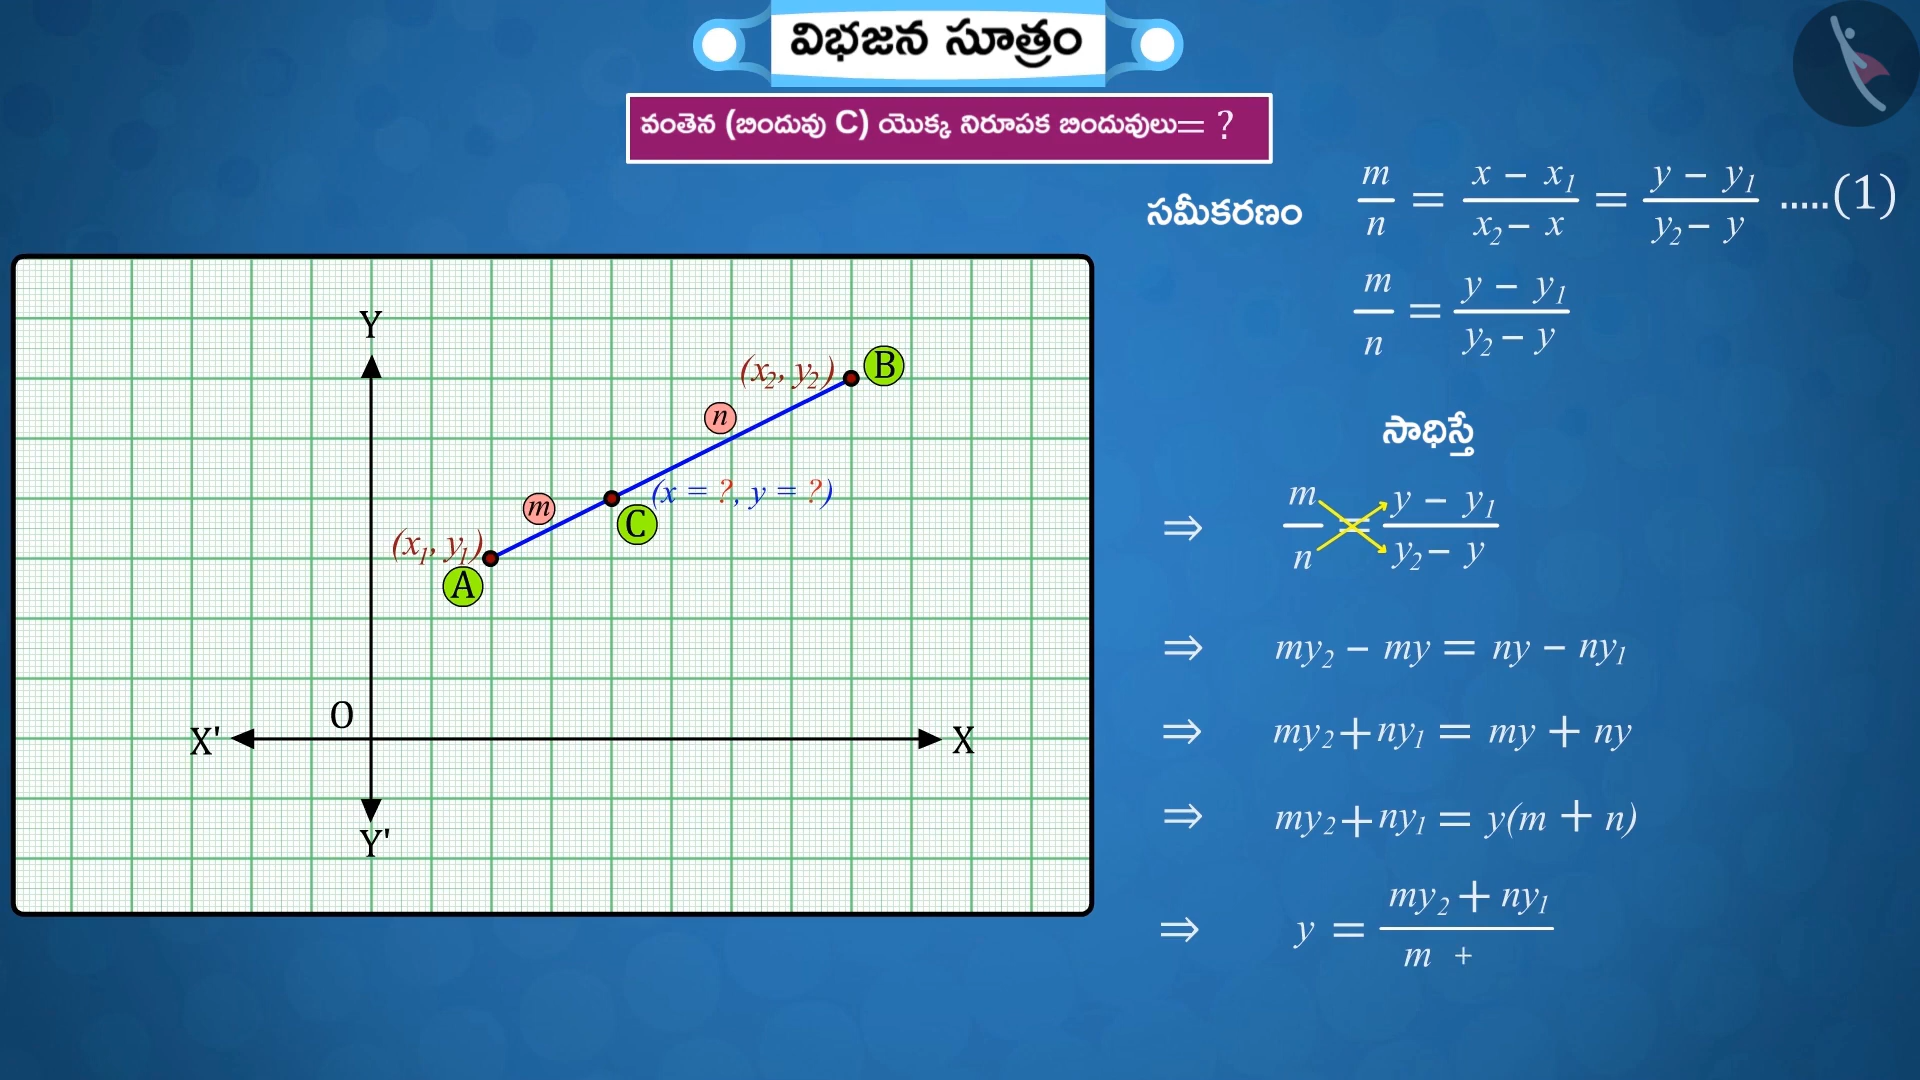 విభజన సూత్రం
వంతెన (బిందువు C) యొక్క నిరూపక బిందువులు= ?
సమీకరణం m/n = (x − x₁)/(x₂ − x) = (y − y₁)/(y₂ − y) .....(1)
m/n = (y − y₁)/(y₂ − y)
సాధిస్తే
⇒ m/n = (y − y₁)/(y₂ − y)
⇒ my₂ − my = ny − ny₁
⇒ my₂ + ny₁ = my + ny
⇒ my₂ + ny₁ = y(m + n)
⇒ y = (my₂ + ny₁)/(m +
Y
(x₂, y₂) B
n
m
(x = ?, y = ?)
C
(x₁, y₁)
A
O
X' X
Y'